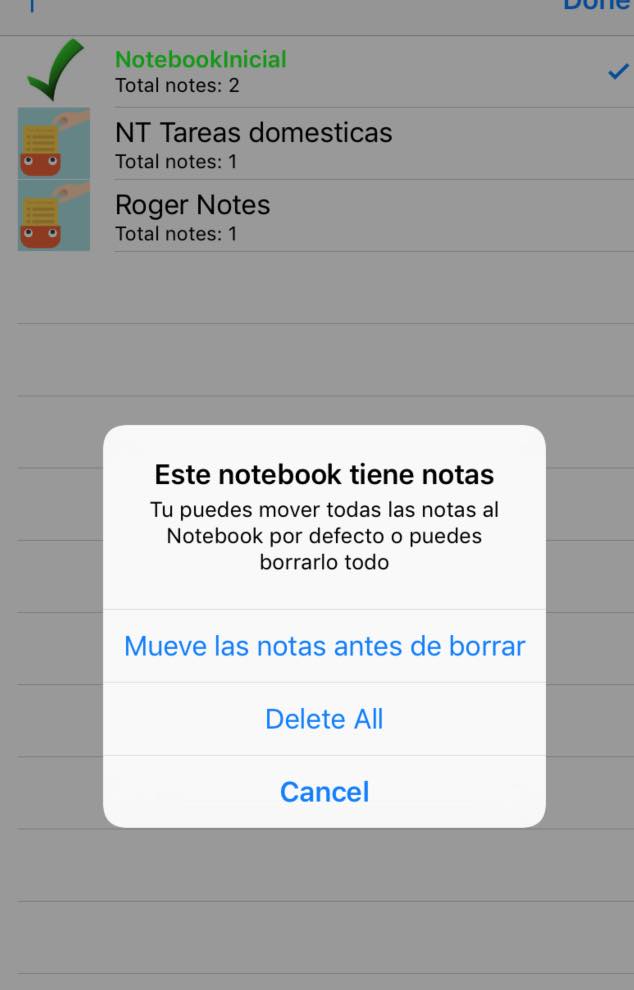 Done
NotebookInicial
Total notes: 2
NT Tareas domesticas
Total notes: 1
Roger Notes
Total notes: 1
Este notebook tiene notas
Tu puedes mover todas las notas al
Notebook por defecto o puedes
borrarlo todo
Mueve las notas antes de borrar
Delete All
Cancel